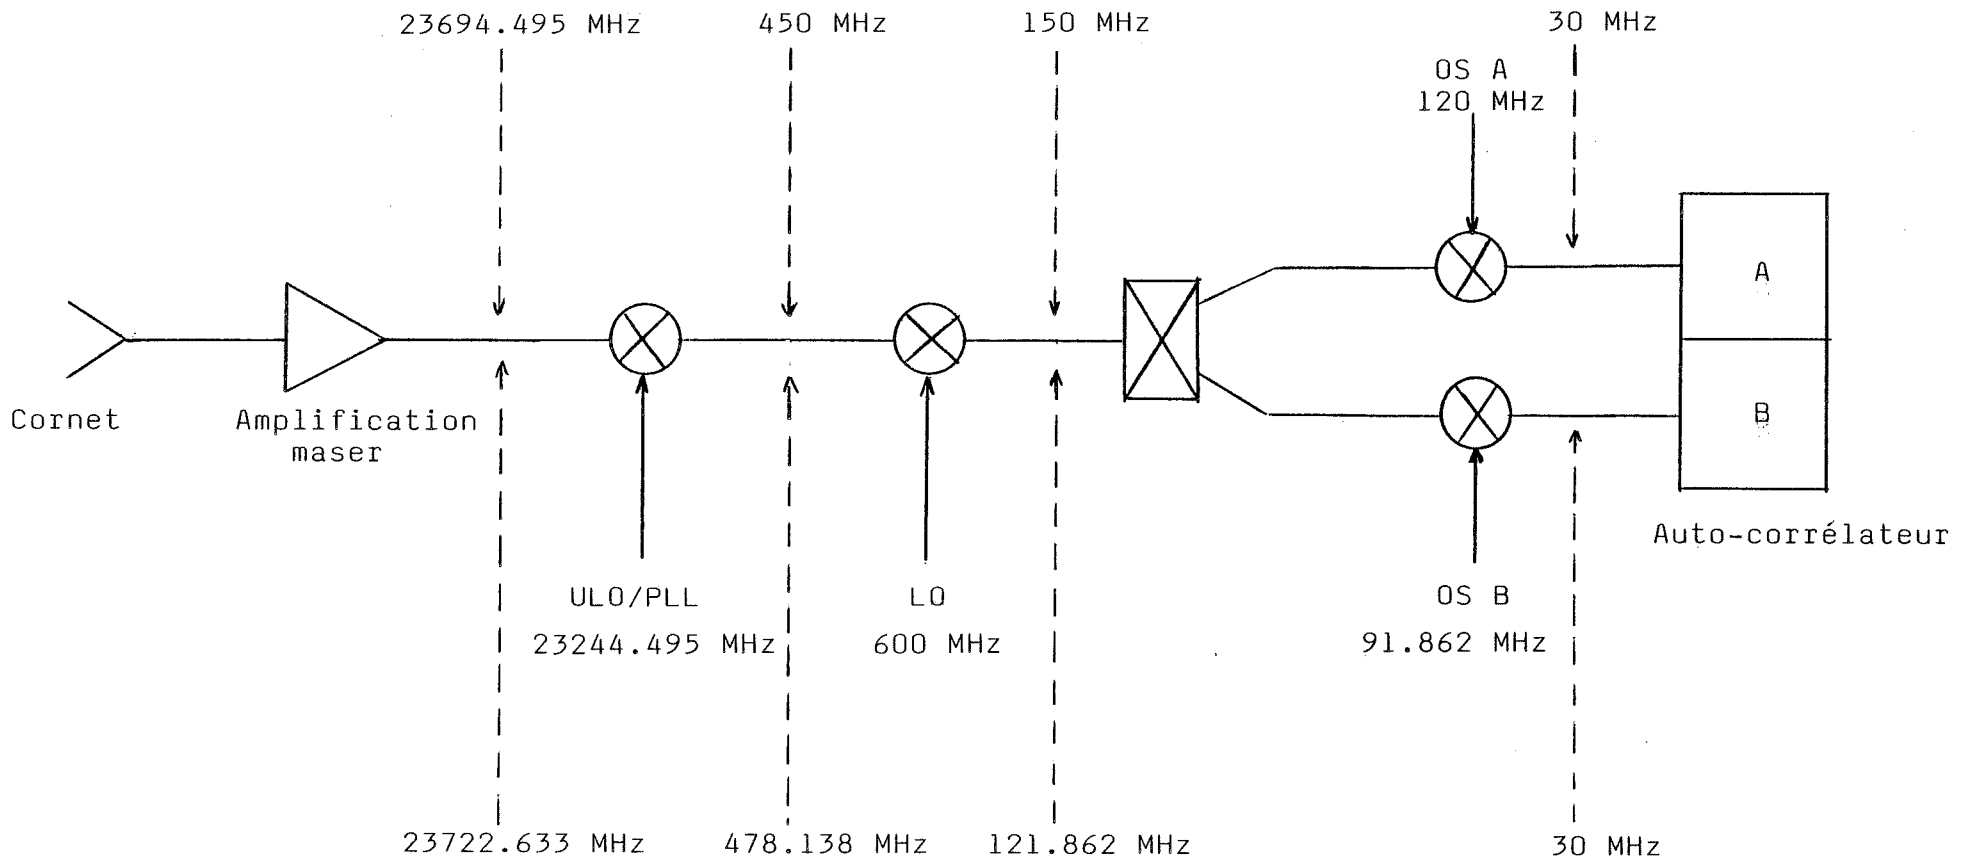 23694.495 MHz
450 MHz
150 MHz
30 MHz
OS A
120 MHz
A
B
Cornet
Amplification
maser
Auto-corrélateur
ULO/PLL
23244.495 MHz
LO
600 MHz
OS B
91.862 MHz
23722.633 MHz
478.138 MHz
121.862 MHz
30 MHz